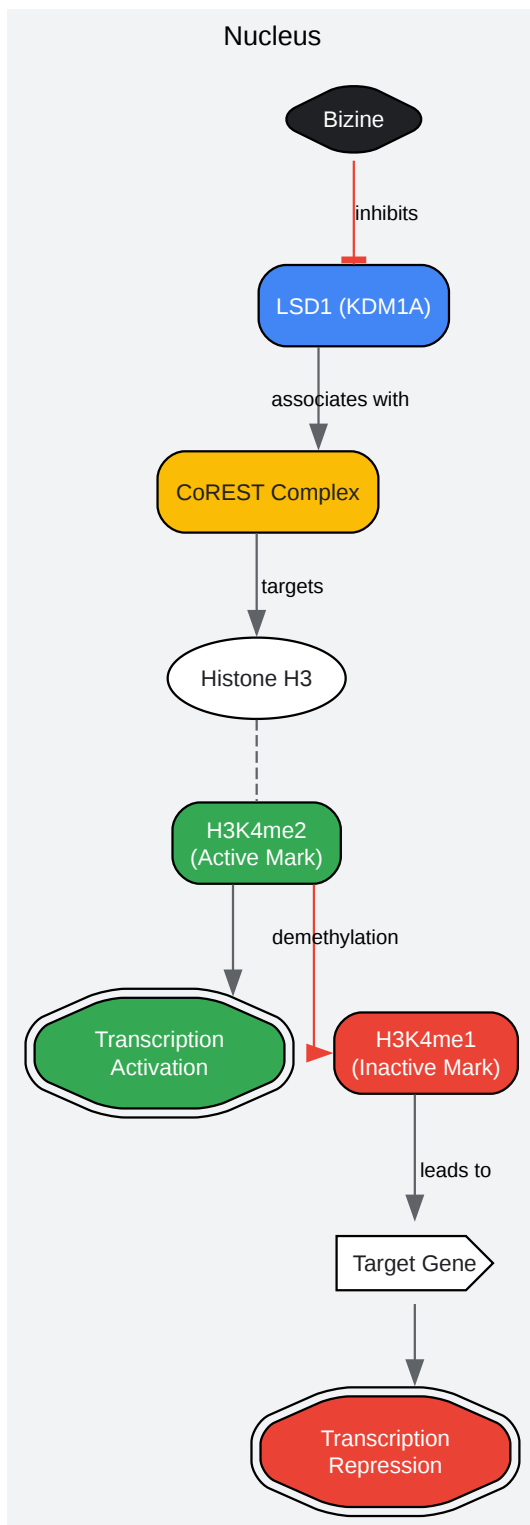 Nucleus
Bizine
inhibits
LSD1 (KDM1A)
associates with
CoREST Complex
targets
Histone H3
H3K4me2
(Active Mark)
demethylation
Transcription
Activation
H3K4me1
(Inactive Mark)
leads to
Target Gene
Transcription
Repression